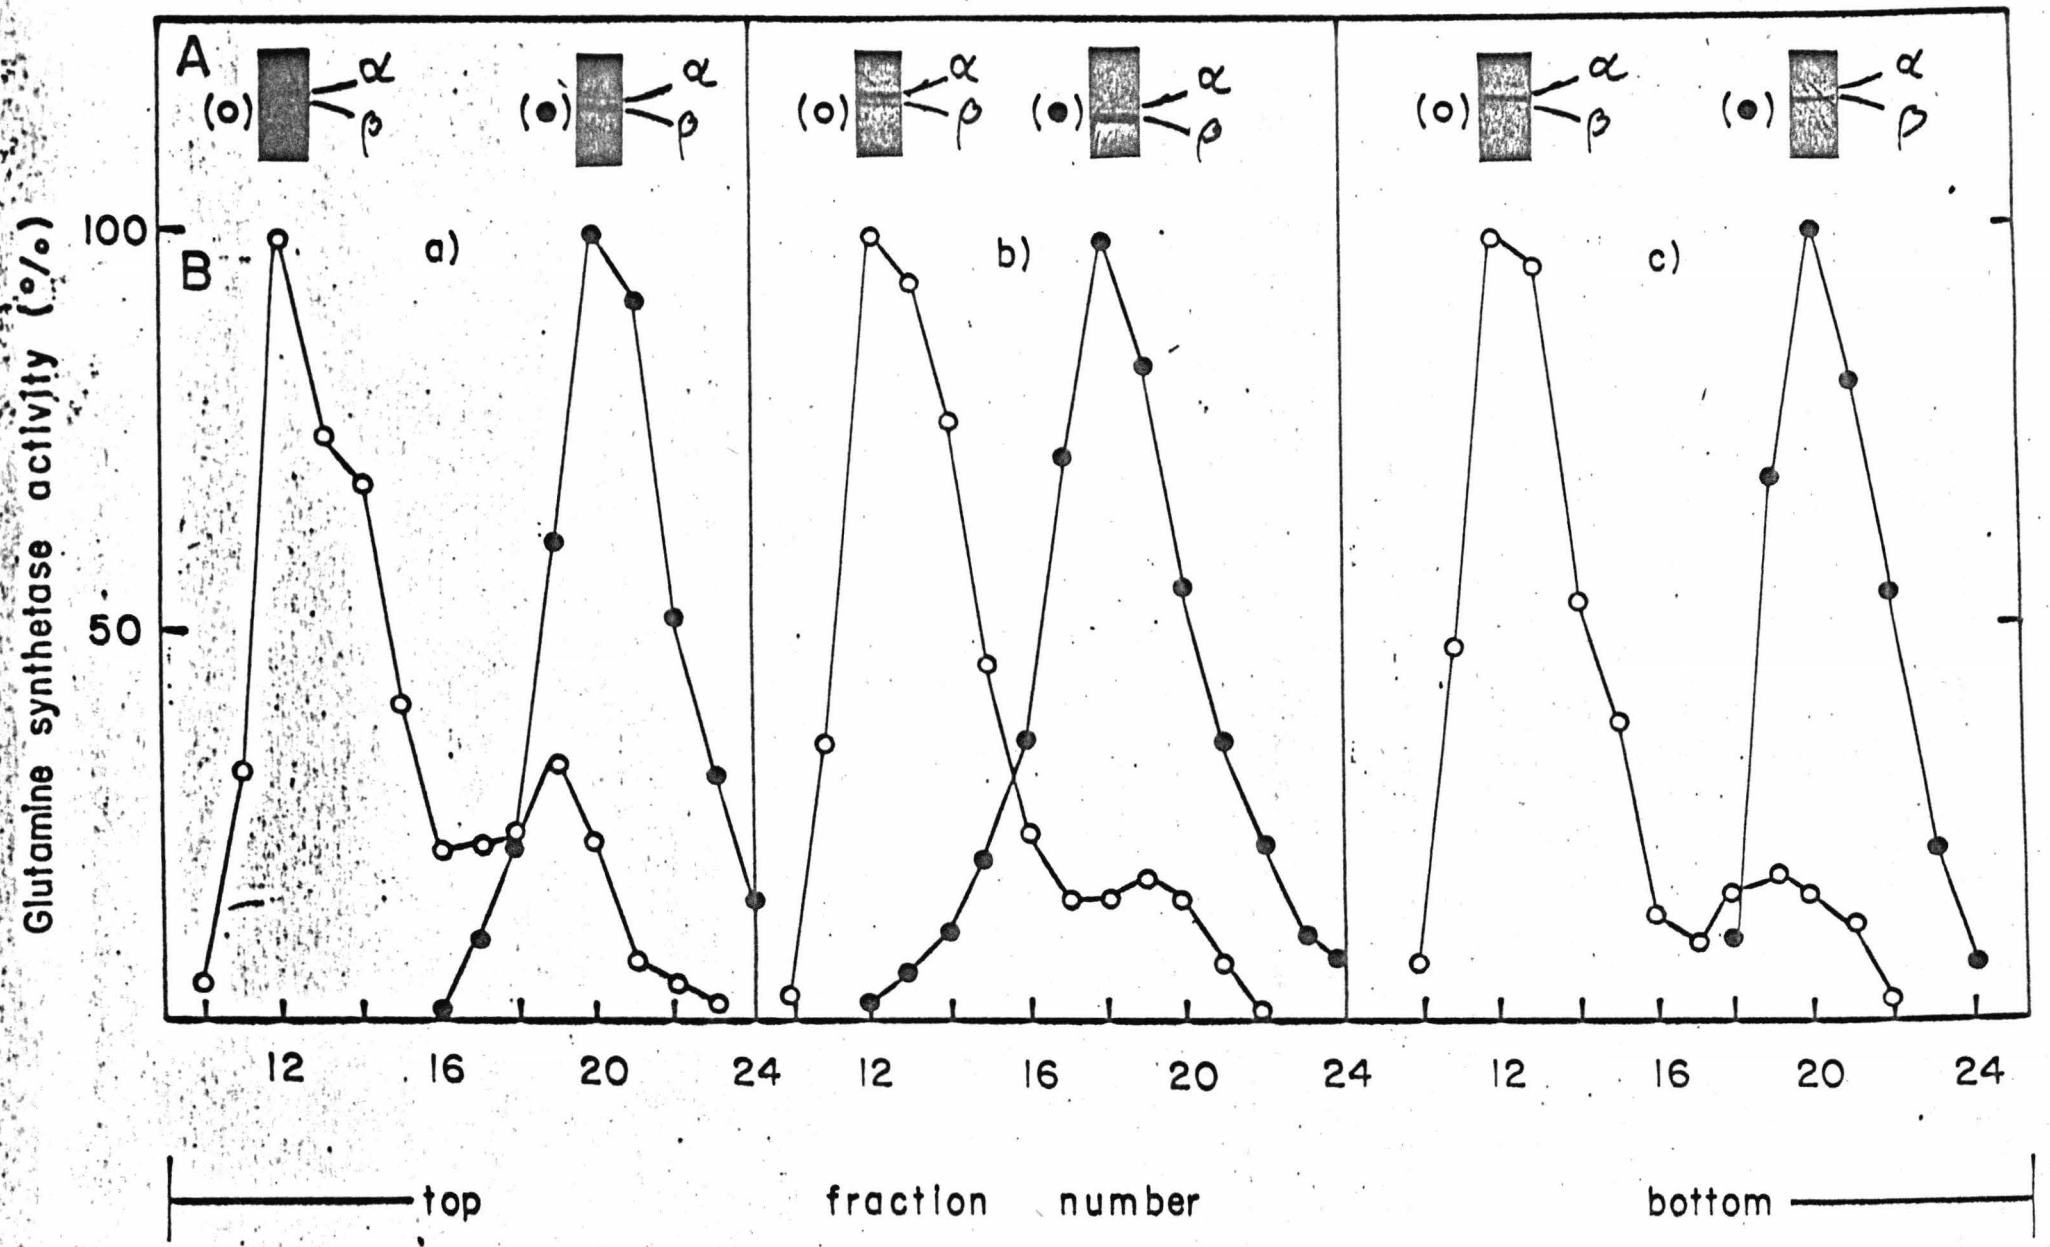 A
(o) α β (●) α β (o) α β (●) α β (o) α β (●) α β
100
B a) b) c)
50
Glutamine synthetase activity (%)
12 16 20 24 12 16 20 24 12 16 20 24
top fraction number bottom